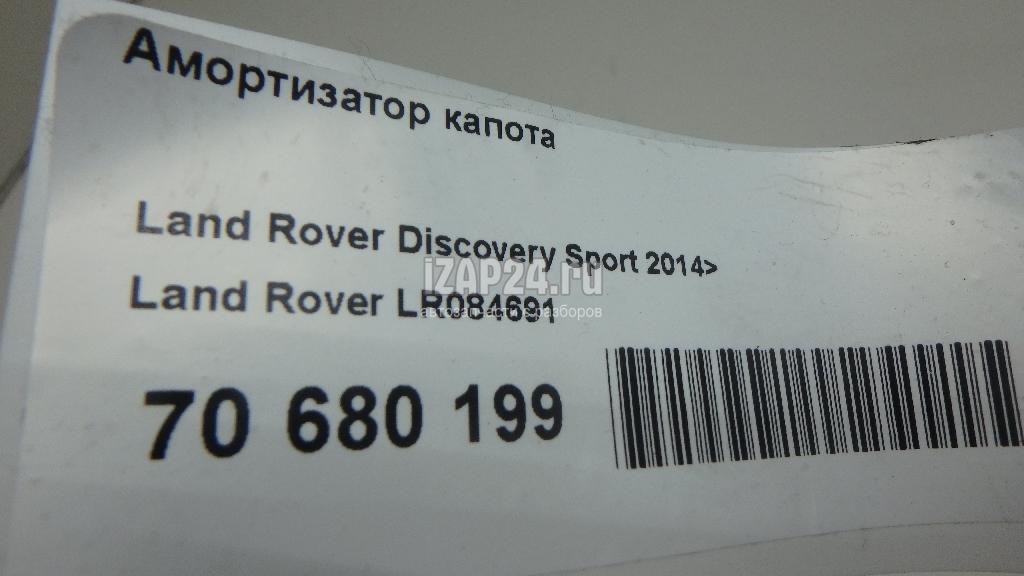 Амортизатор капота
Land Rover Discovery Sport 2014>
iZAP24.ru
Land Rover LR084691
автозапчасти с разборов
70 680 199